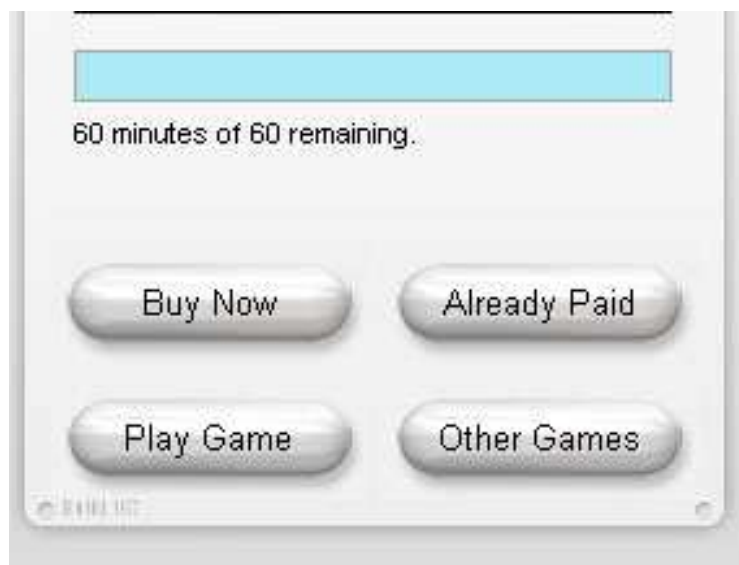 60 minutes of 60 remaining.
Buy Now
Already Paid
Play Game
Other Games